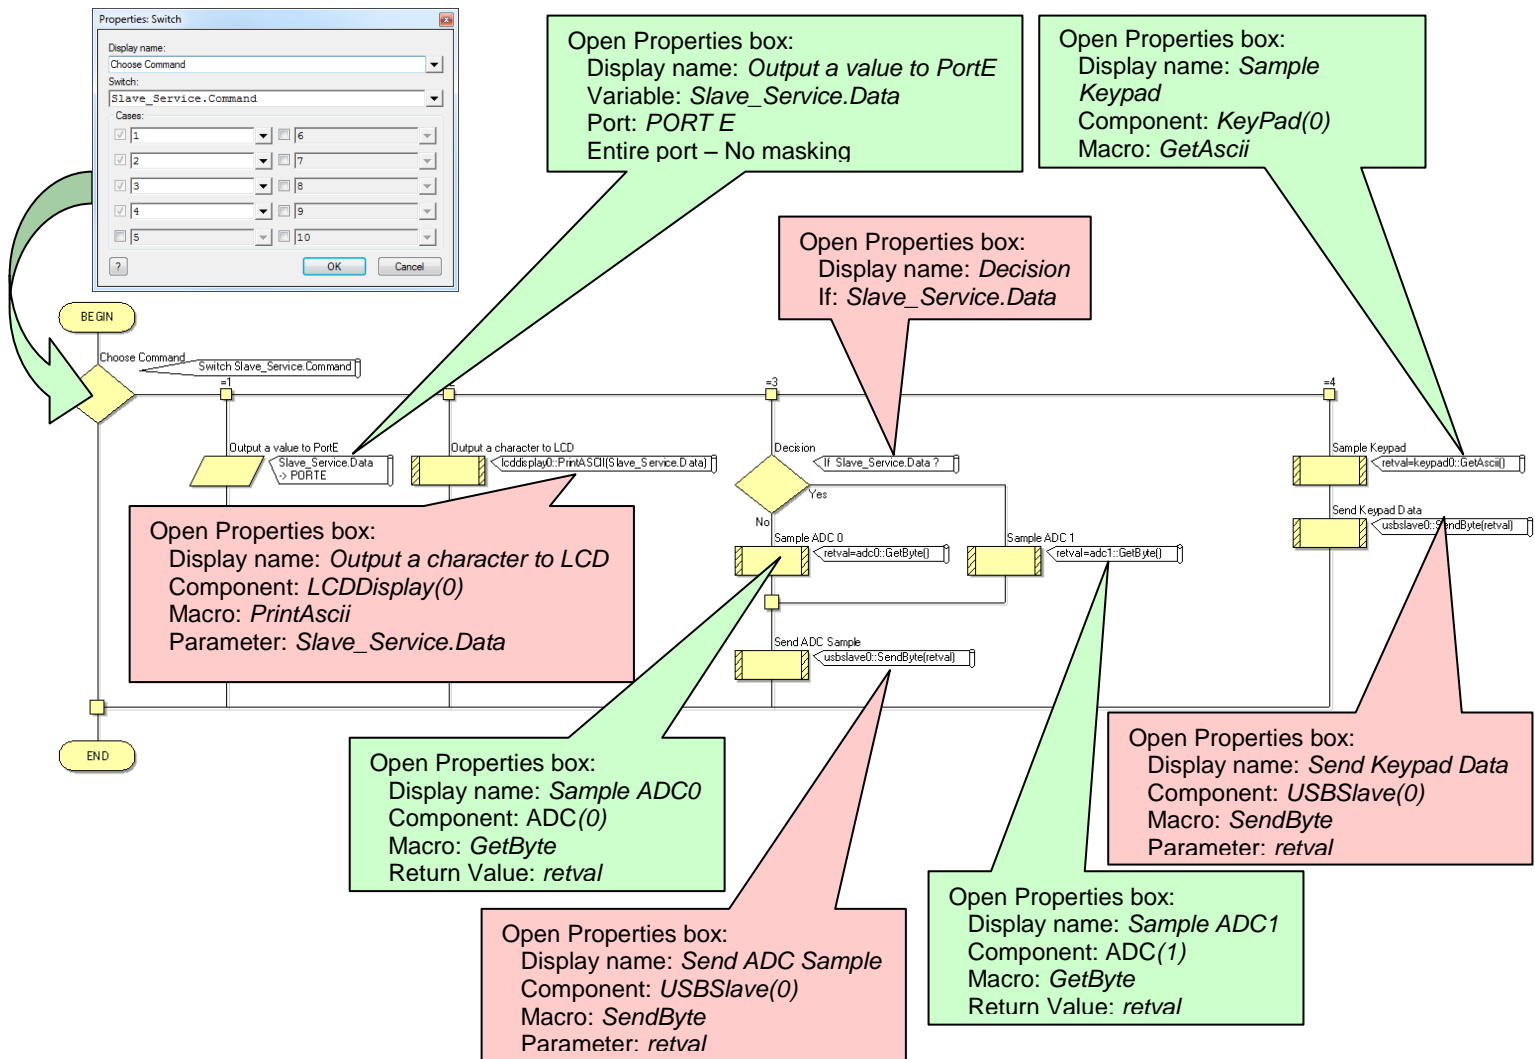 Properties: Switch
Display name:
Choose Command
Switch:
Slave_Service.Command
Cases:
1
6
2
7
3
8
4
9
5
10
?
OK
Cancel
Open Properties box:
Display name: Output a value to PortE
Variable: Slave_Service.Data
Port: PORT E
Entire port – No masking
Open Properties box:
Display name: Sample
Keypad
Component: KeyPad(0)
Macro: GetAscii
Open Properties box:
Display name: Decision
If: Slave_Service.Data
BEGIN
Choose Command
Switch Slave_Service.Command
=1
=3
=4
Output a value to PortE
Slave_Service.Data
-> PORTE
Output a character to LCD
lcddisplay0::PrintASCII(Slave_Service.Data)
Decision
If Slave_Service.Data ?
Yes
No
Sample Keypad
retval=keypad0::GetAscii()
Send Keypad Data
usbslave0::SendByte(retval)
Sample ADC 0
retval=adc0::GetByte()
Sample ADC 1
retval=adc1::GetByte()
Send ADC Sample
usbslave0::SendByte(retval)
END
Open Properties box:
Display name: Output a character to LCD
Component: LCDDisplay(0)
Macro: PrintAscii
Parameter: Slave_Service.Data
Open Properties box:
Display name: Sample ADC0
Component: ADC(0)
Macro: GetByte
Return Value: retval
Open Properties box:
Display name: Send Keypad Data
Component: USBSlave(0)
Macro: SendByte
Parameter: retval
Open Properties box:
Display name: Send ADC Sample
Component: USBSlave(0)
Macro: SendByte
Parameter: retval
Open Properties box:
Display name: Sample ADC1
Component: ADC(1)
Macro: GetByte
Return Value: retval